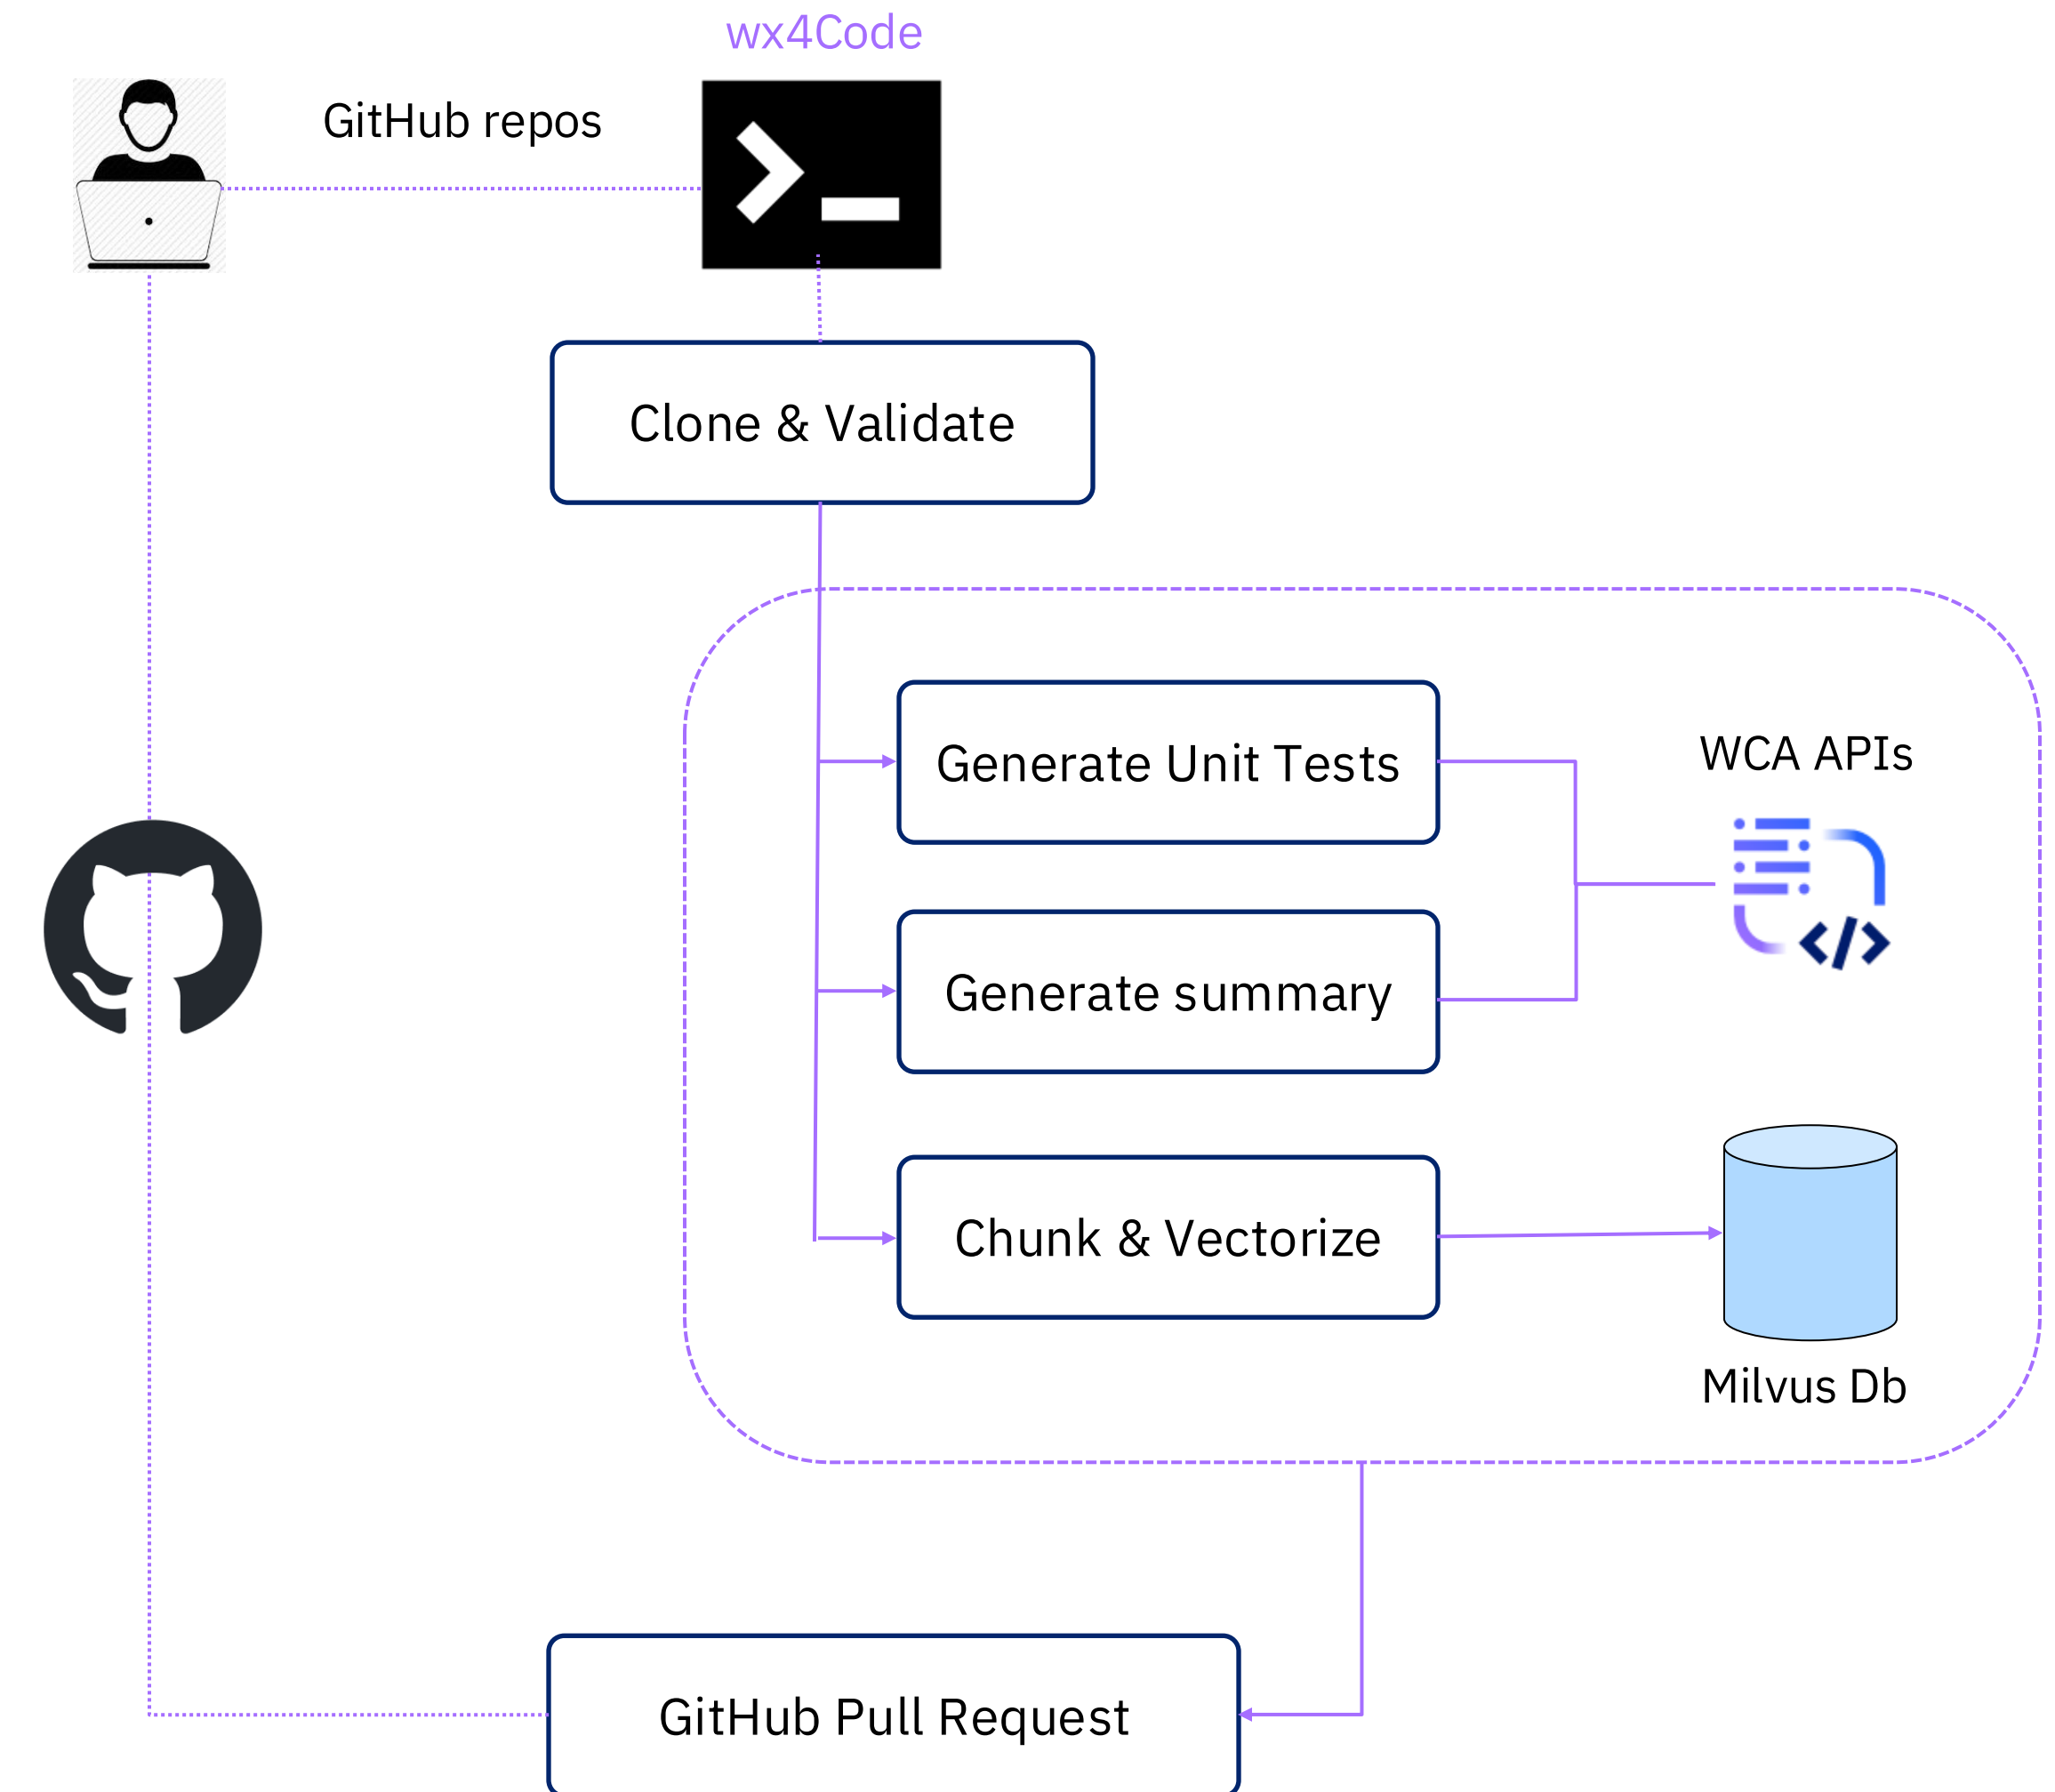 wx4Code
GitHub repos
Clone & Validate
Generate Unit Tests
WCA APIs
Generate summary
Chunk & Vectorize
Milvus Db
GitHub Pull Request